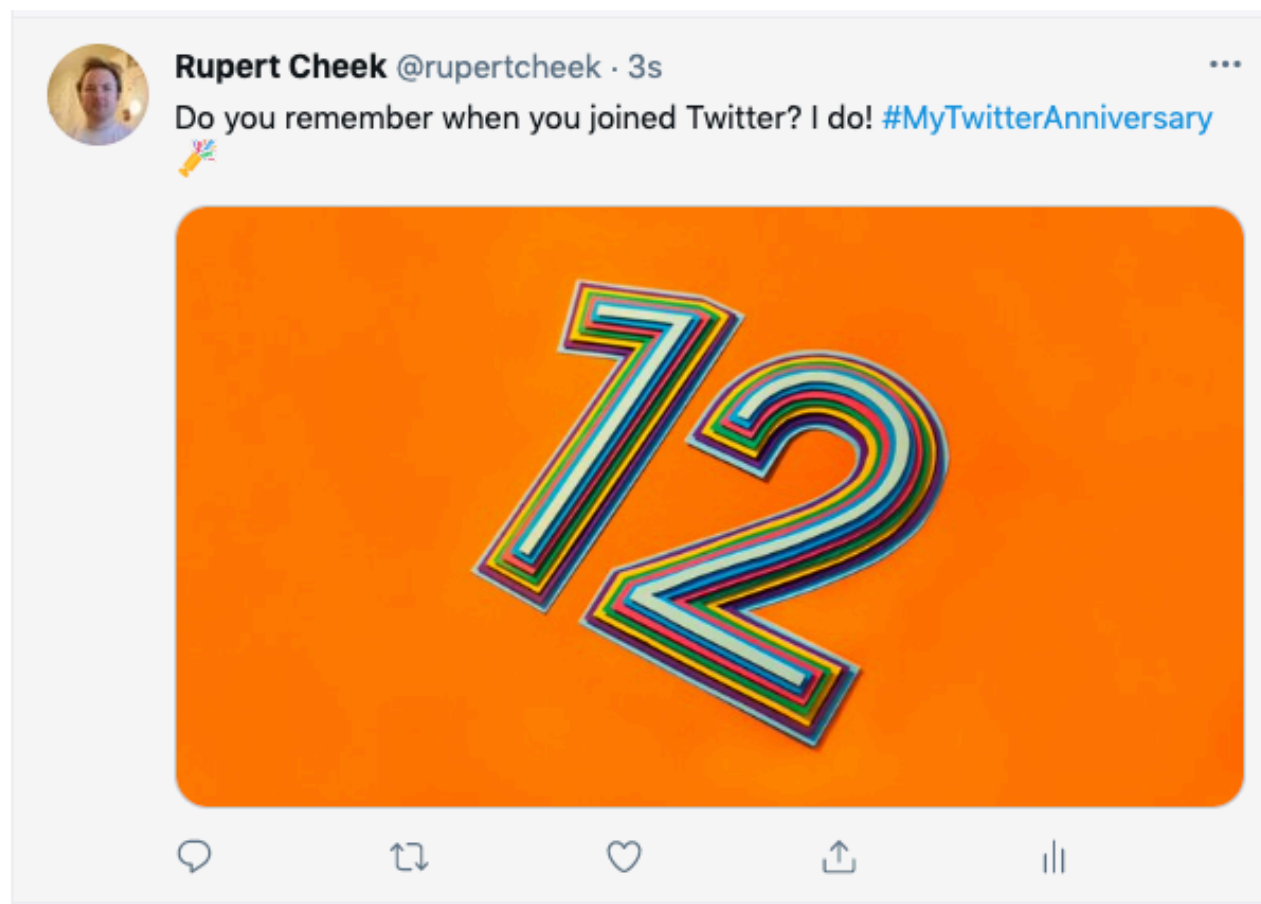 Rupert Cheek @rupertcheek · 3s
Do you remember when you joined Twitter? I do! #MyTwitterAnniversary
🎉
12